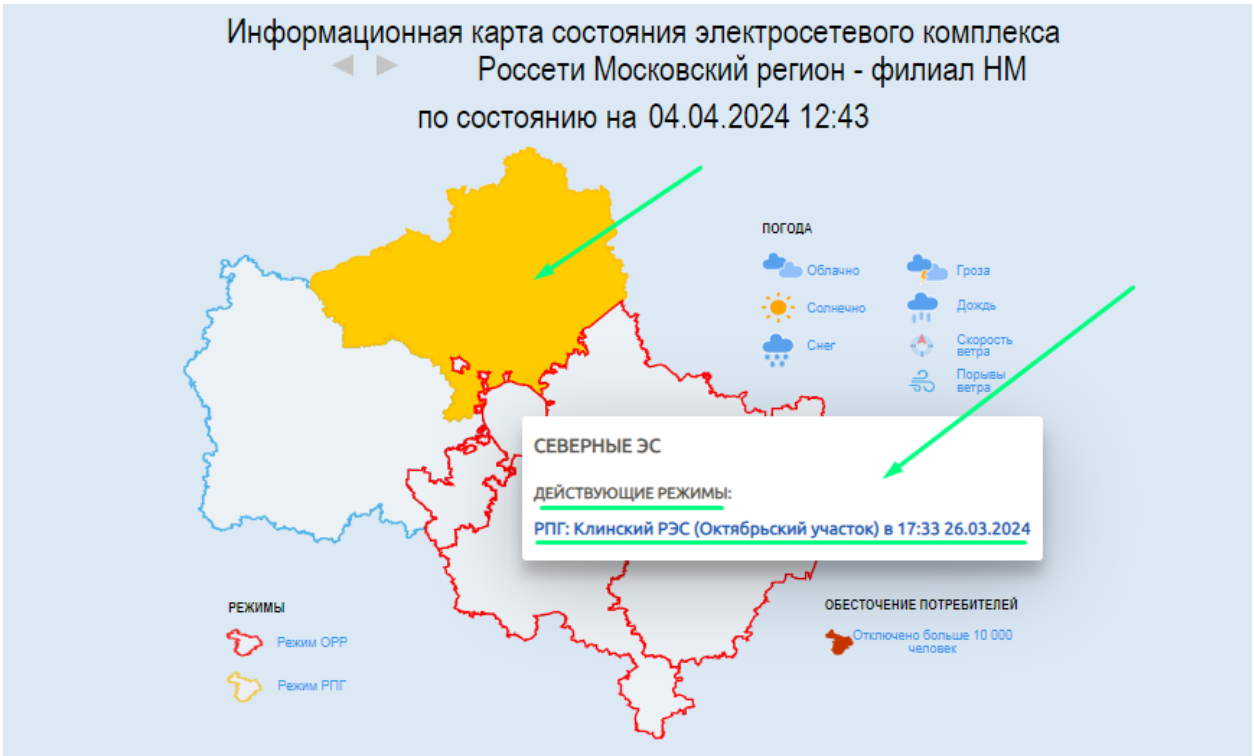 Информационная карта состояния электросетевого комплекса
Россети Московский регион - филиал НМ
по состоянию на 04.04.2024 12:43
ПОГОДА
Облачно
Гроза
Солнечно
Дождь
Снег
Скорость
ветра
Порывы
ветра
СЕВЕРНЫЕ ЭС
ДЕЙСТВУЮЩИЕ РЕЖИМЫ:
РПГ: Клинский РЭС (Октябрьский участок) в 17:33 26.03.2024
РЕЖИМЫ
Режим ОРР
Режим РПГ
ОБЕСТОЧЕНИЕ ПОТРЕБИТЕЛЕЙ
Отключено больше 10 000
человек